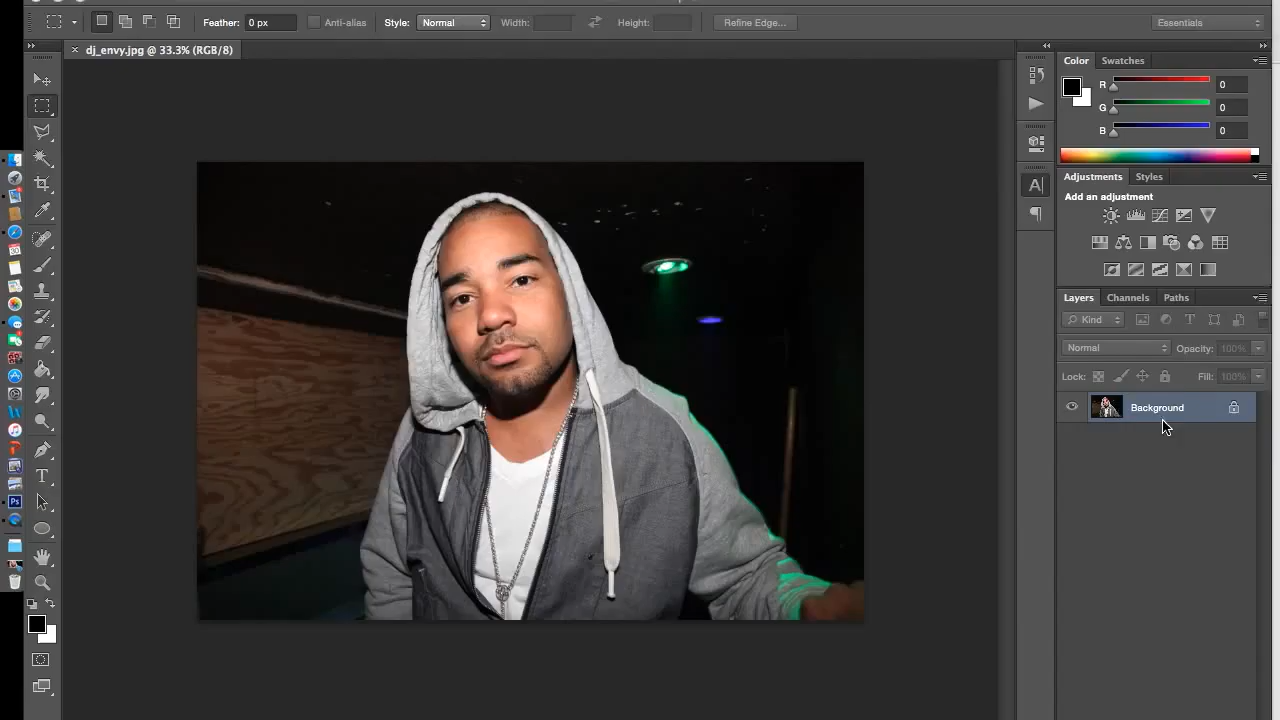 Feather: 0 px Anti-alias Style: Normal Width: Height: Refine Edge... Essentials
× dj_envy.jpg @ 33.3% (RGB/8)
Color Swatches
R 0
G 0
B 0
Adjustments Styles
Add an adjustment
Layers Channels Paths
Kind
Normal Opacity: 100%
Lock: Fill: 100%
Background